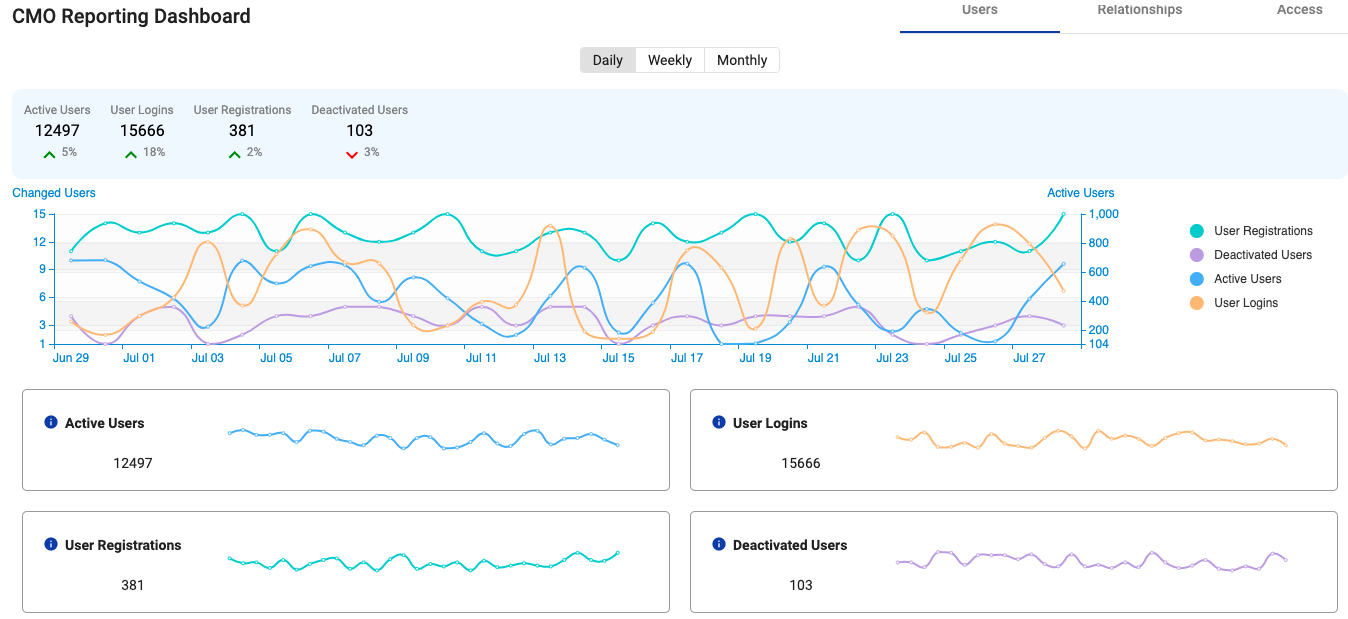 CMO Reporting Dashboard
Users Relationships Access
Daily Weekly Monthly
Active Users User Logins User Registrations Deactivated Users
12497 15666 381 103
5% 18% 2% 3%
Changed Users Active Users
15 1,000
12 800
9 600
6 400
3 200
1 104
Jun 29 Jul 01 Jul 03 Jul 05 Jul 07 Jul 09 Jul 11 Jul 13 Jul 15 Jul 17 Jul 19 Jul 21 Jul 23 Jul 25 Jul 27
User Registrations
Deactivated Users
Active Users
User Logins
Active Users
12497
User Logins
15666
User Registrations
381
Deactivated Users
103